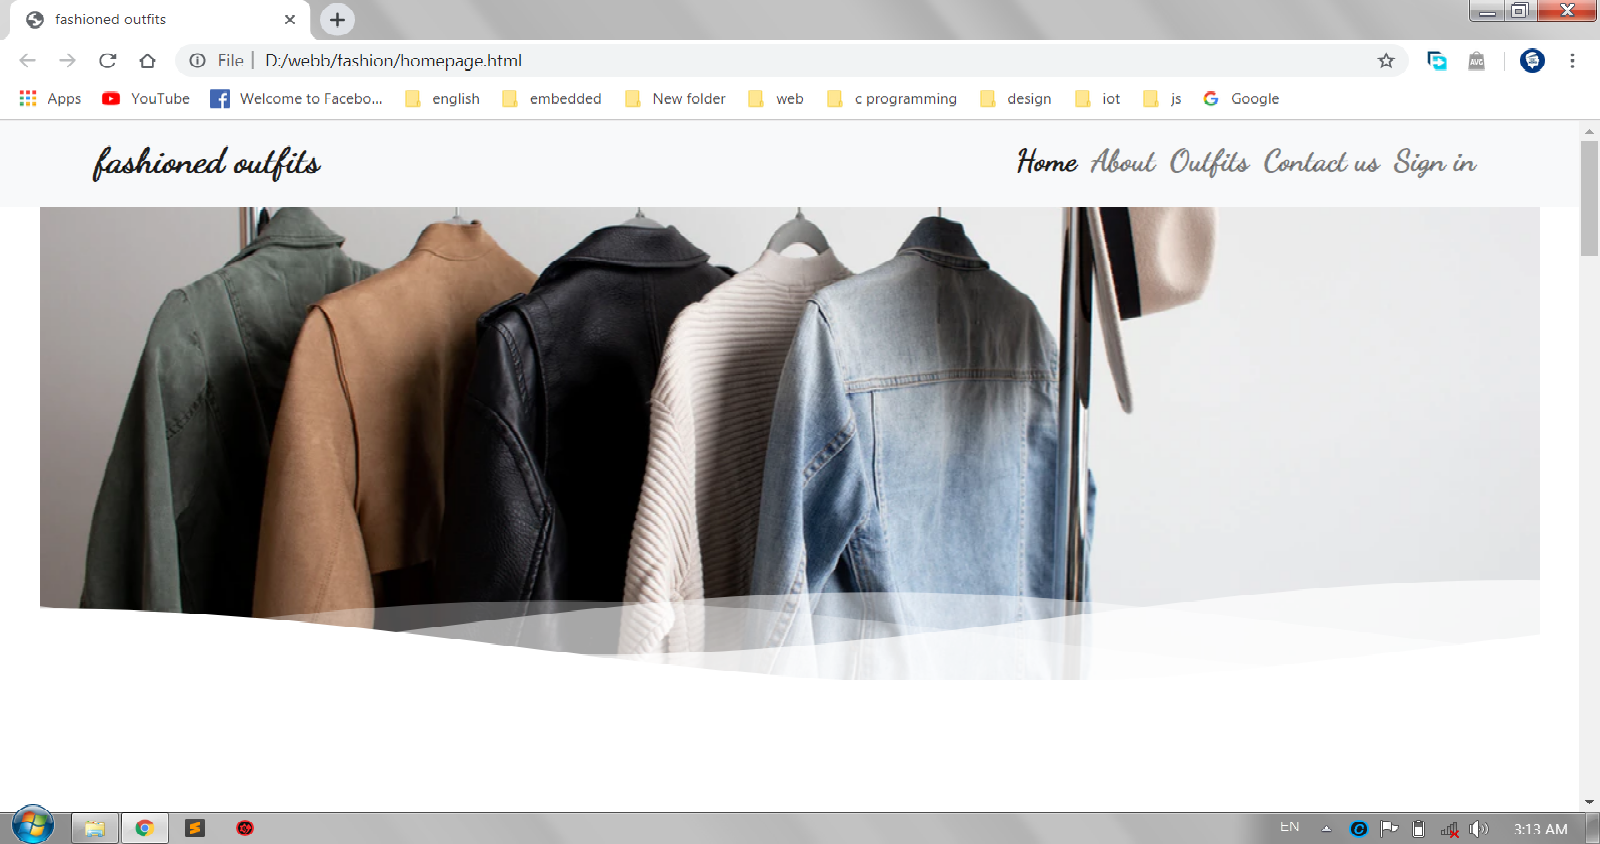 fashioned outfits
File D:/webb/fashion/homepage.html
AVG
Apps YouTube Welcome to Facebo... english embedded New folder web c programming design iot js Google
fashioned outfits Home About Outfits Contact us Sign in
EN 3:13 AM